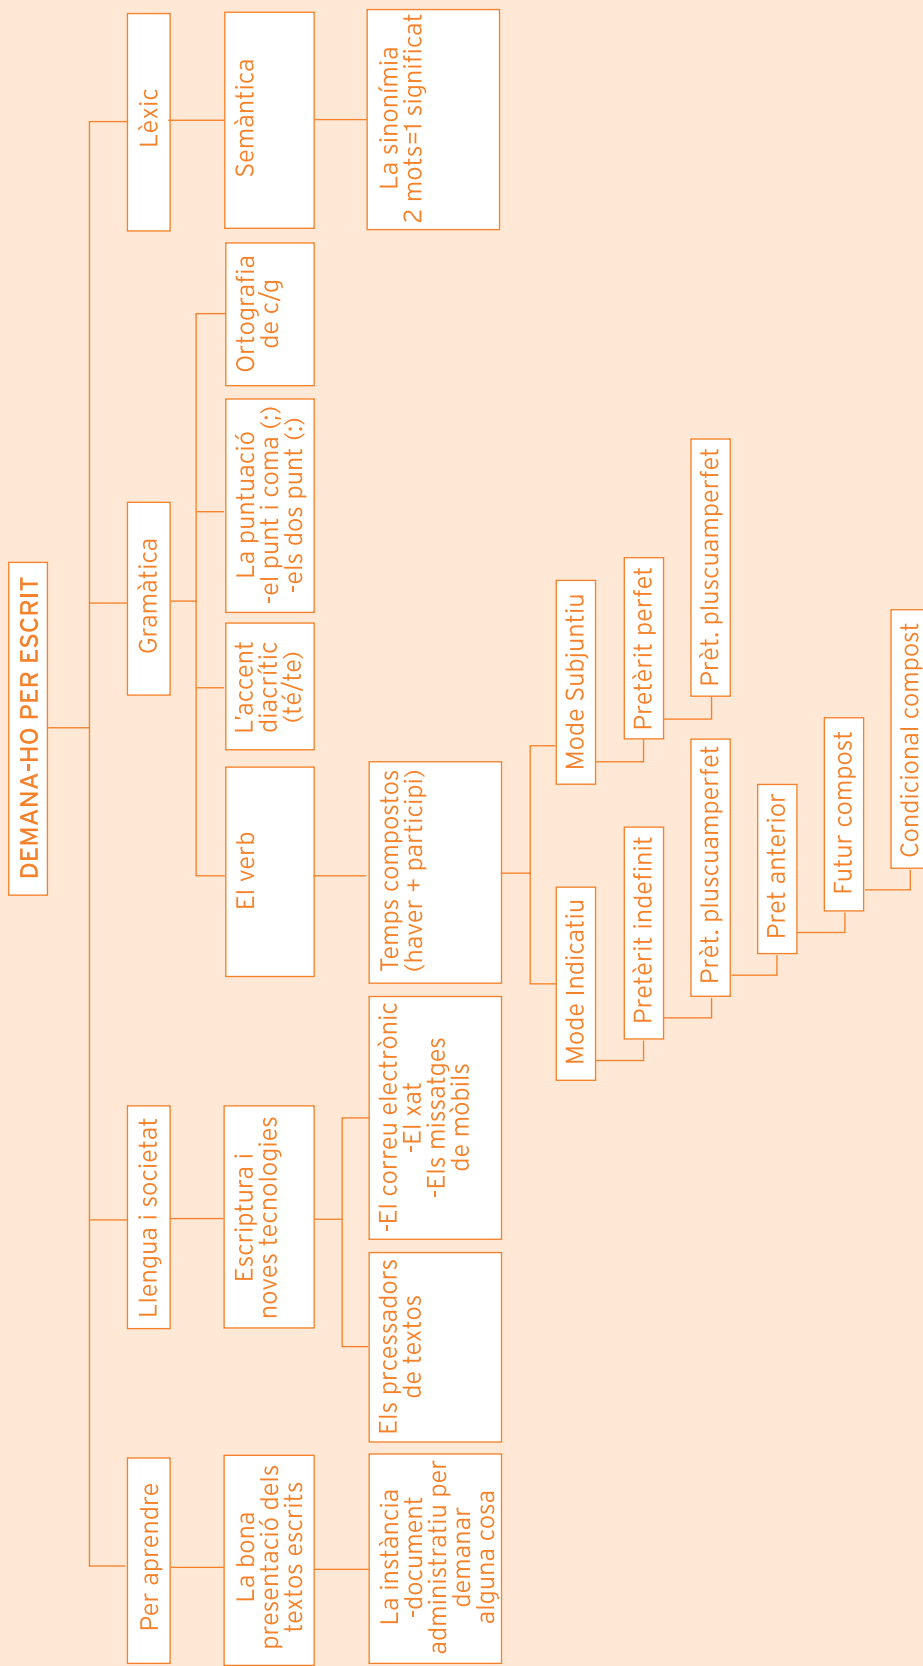 DEMANA-HO PER ESCRIT
Per aprendre
Llengua i societat
Gramàtica
Lèxic
La bona
presentació dels
textos escrits
Escriptura i
noves tecnologies
El verb
L'accent
diacrític
(té/te)
La puntuació
-el punt i coma (;)
-els dos punt (:)
Ortografia
de c/g
Semàntica
La instància
-document
administratiu per
demanar
alguna cosa
Els prcessadors
de textos
-El correu electrònic
-El xat
-Els missatges
de mòbils
Temps compostos
(haver + participi)
La sinonímia
2 mots=1 significat
Mode Indicatiu
Mode Subjuntiu
Pretèrit indefinit
Pretèrit perfet
Prèt. pluscuamperfet
Prèt. pluscuamperfet
Pret anterior
Futur compost
Condicional compost